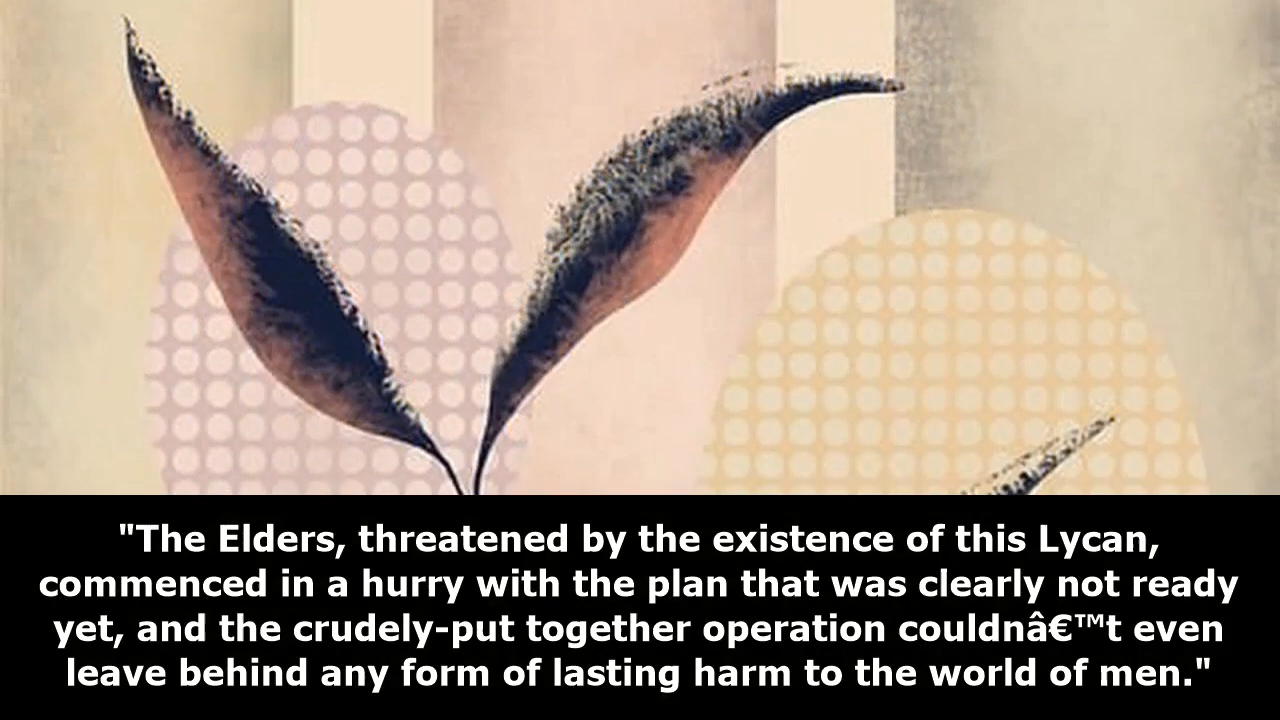 "The Elders, threatened by the existence of this Lycan,
commenced in a hurry with the plan that was clearly not ready
yet, and the crudely-put together operation couldnâ€™t even
leave behind any form of lasting harm to the world of men."